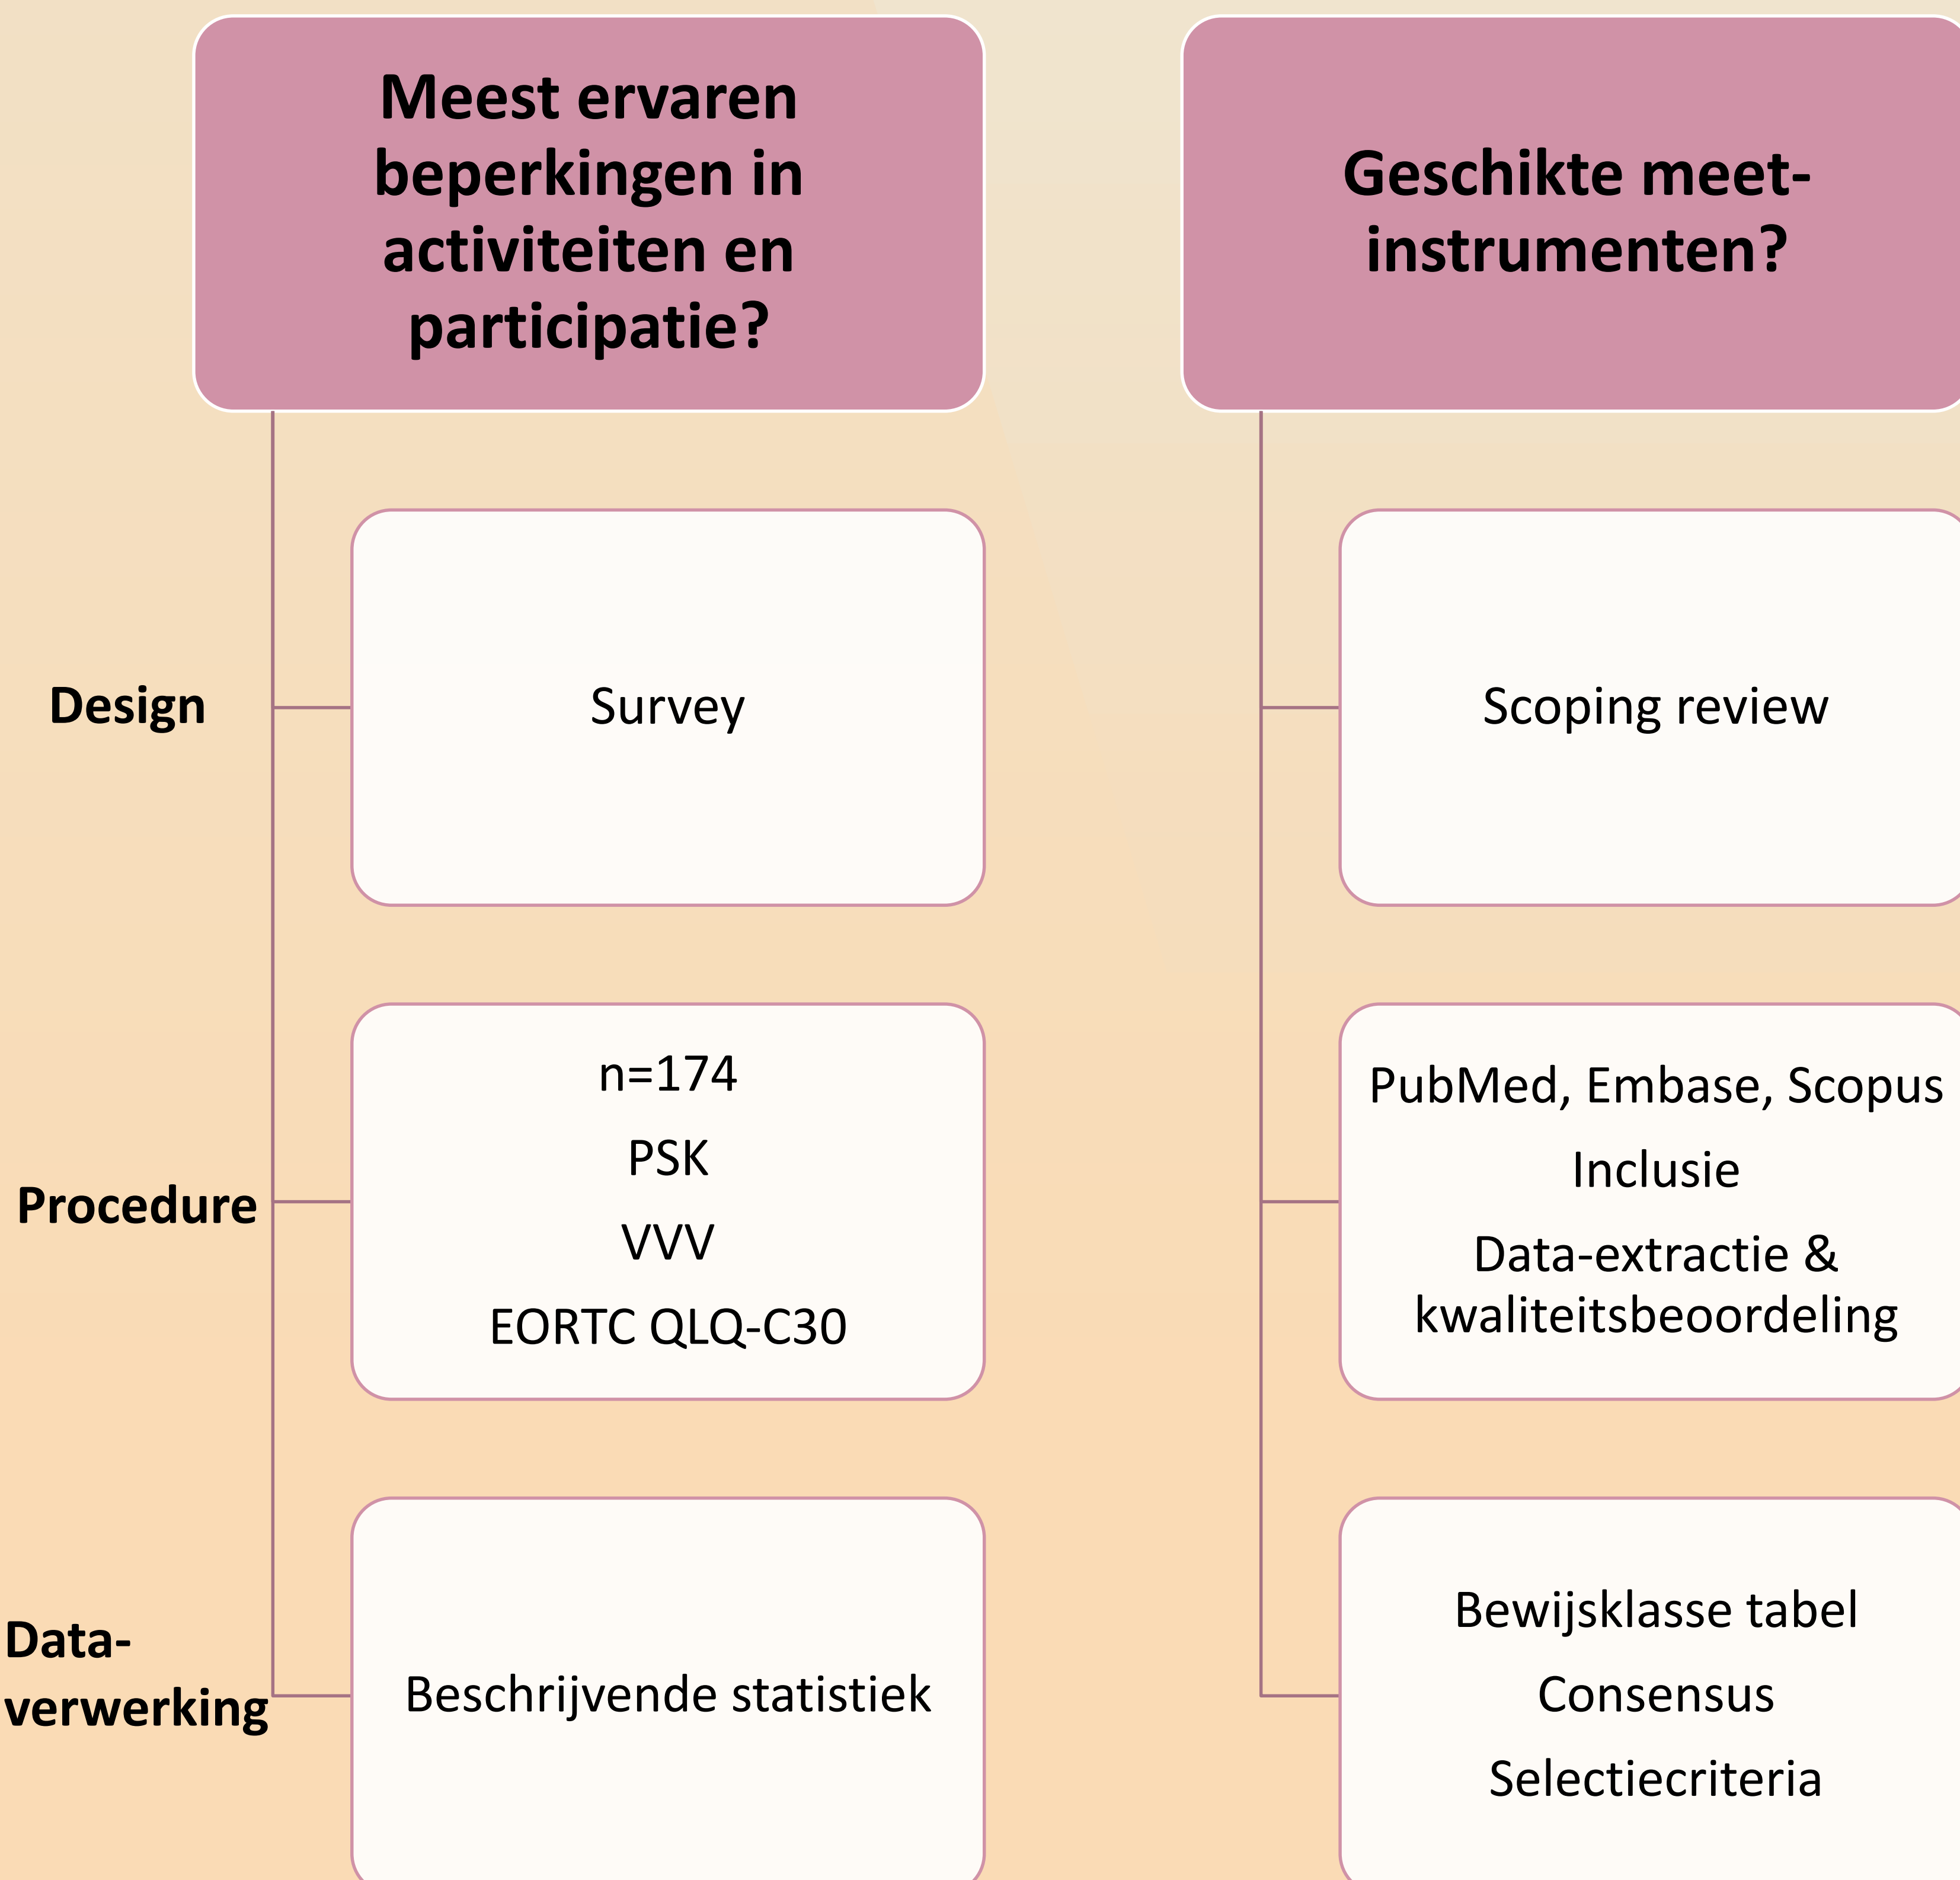 Meest ervaren
beperkingen in
activiteiten en
participatie?
Geschikte meet-
instrumenten?
Design
Survey
Scoping review
Procedure
n=174
PSK
VVV
EORTC QLQ-C30
PubMed, Embase, Scopus
Inclusie
Data-extractie &
kwaliteitsbeoordeling
Data-
verwerking
Beschrijvende statistiek
Bewijsklasse tabel
Consensus
Selectiecriteria